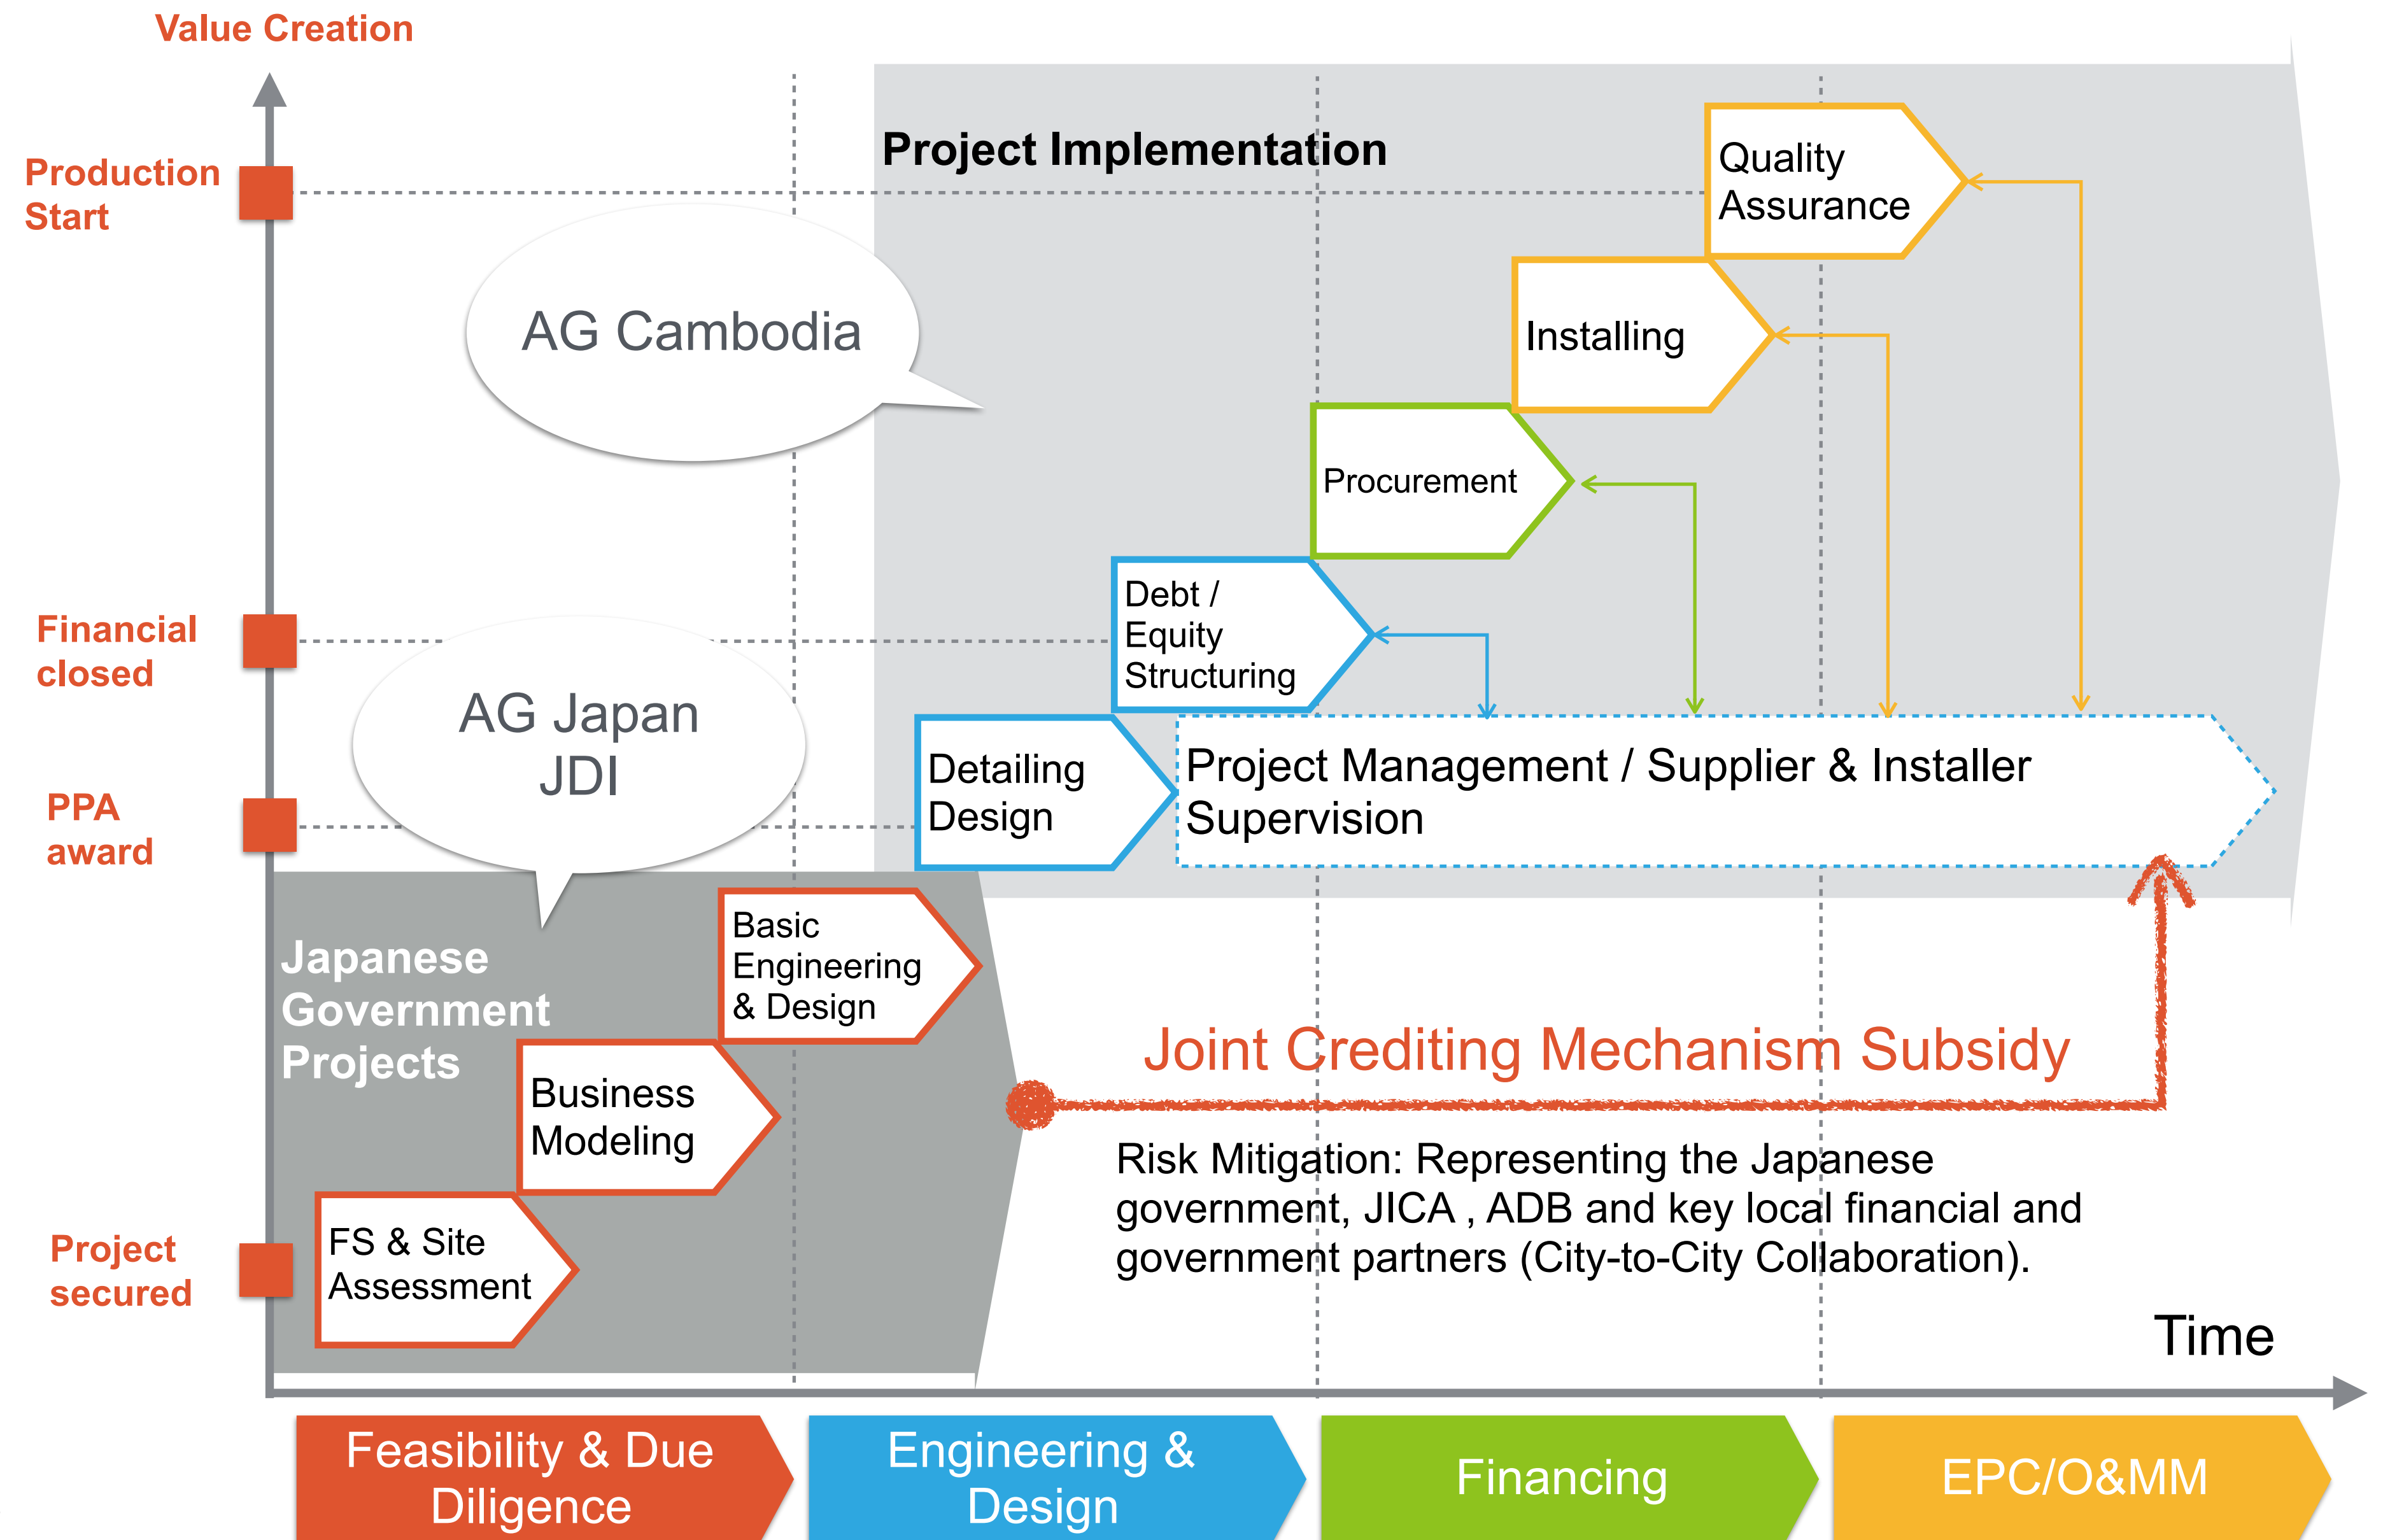 Value Creation
Production
Start
Project Implementation
Quality
Assurance
AG Cambodia
Installing
Procurement
Financial
closed
Debt /
Equity
Structuring
AG Japan
JDI
PPA
award
Detailing
Design
Project Management / Supplier & Installer
Supervision
Japanese
Government
Projects
Basic
Engineering
& Design
Business
Modeling
Joint Crediting Mechanism Subsidy
Risk Mitigation: Representing the Japanese
government, JICA , ADB and key local financial and
government partners (City-to-City Collaboration).
Project
secured
FS & Site
Assessment
Time
Feasibility & Due
Diligence
Engineering &
Design
Financing
EPC/O&MM